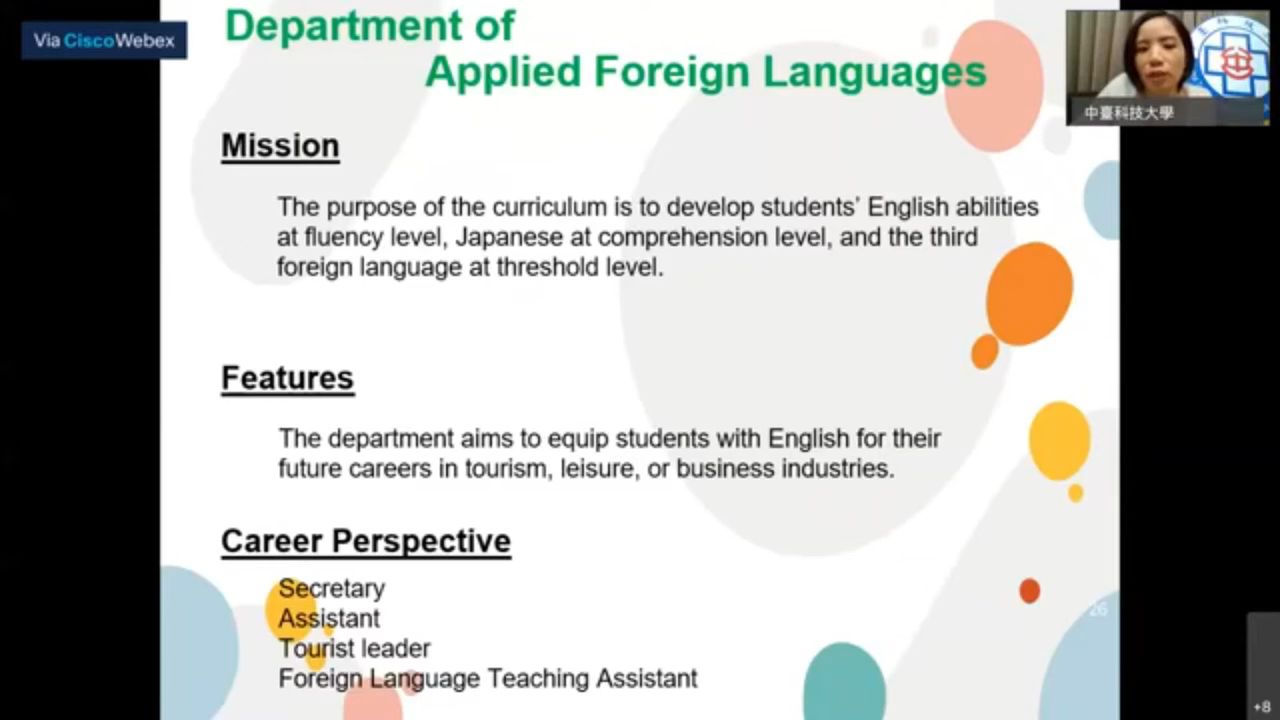 Via Cisco Webex
Department of
Applied Foreign Languages
中臺科技大學
Mission
The purpose of the curriculum is to develop students' English abilities
at fluency level, Japanese at comprehension level, and the third
foreign language at threshold level.
Features
The department aims to equip students with English for their
future careers in tourism, leisure, or business industries.
Career Perspective
Secretary
Assistant
Tourist leader
Foreign Language Teaching Assistant
26
+8